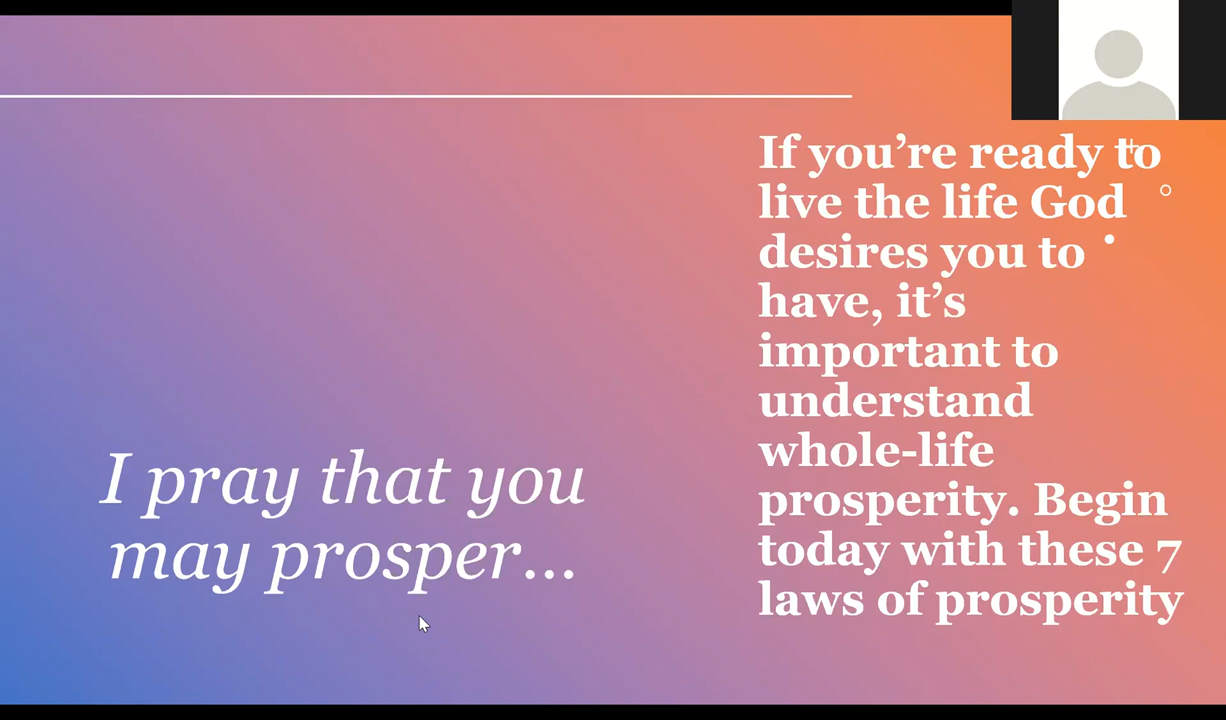 I pray that you
may prosper...
If you’re ready to
live the life God
desires you to
have, it’s
important to
understand
whole-life
prosperity. Begin
today with these 7
laws of prosperity